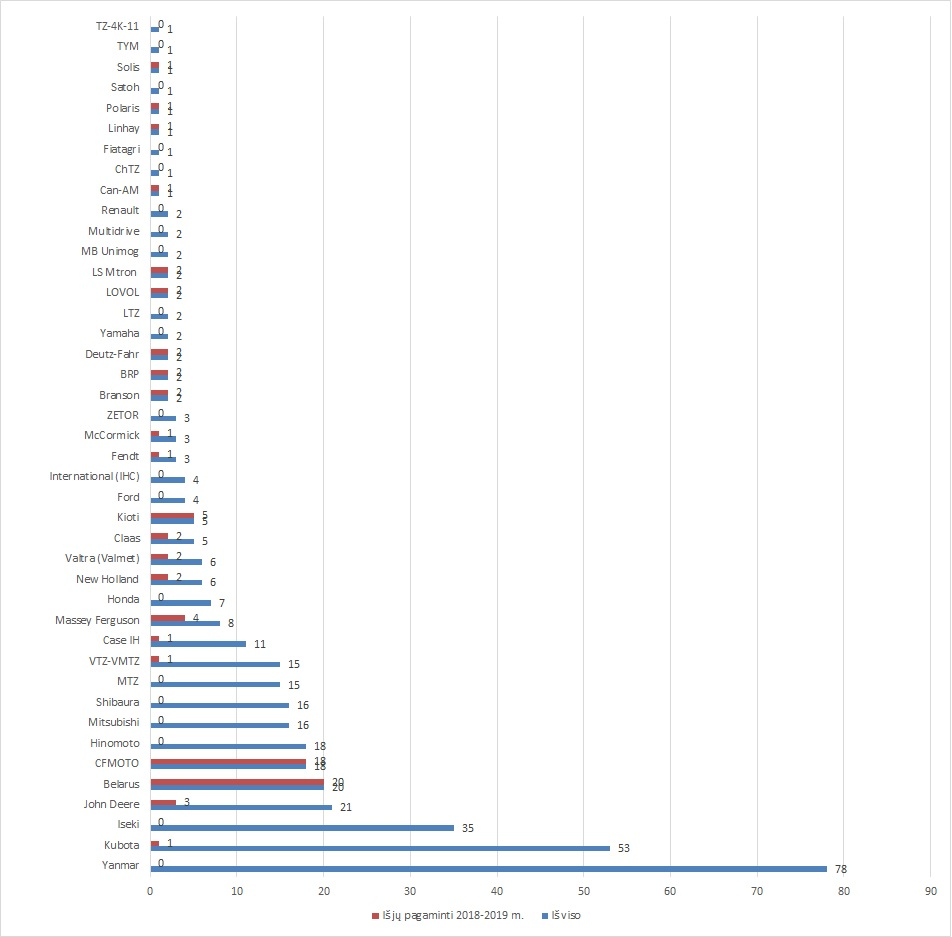 TZ-4K-11 0 1
TYM 0 1
Solis 1 1
Satoh 0 1
Polaris 1 1
Linhay 1 1
Fiatagri 0 1
ChTZ 0 1
Can-AM 1 1
Renault 0 2
Multidrive 0 2
MB Unimog 0 2
LS Mtron 2 2
LOVOL 2 2
LTZ 0 2
Yamaha 0 2
Deutz-Fahr 2 2
BRP 2 2
Branson 2 2
ZETOR 0 3
McCormick 1 3
Fendt 1 3
International (IHC) 0 4
Ford 0 4
Kioti 5 5
Claas 2 5
Valtra (Valmet) 2 6
New Holland 2 6
Honda 0 7
Massey Ferguson 4 8
Case IH 1 11
VTZ-VMTZ 1 15
MTZ 0 15
Shibaura 0 16
Mitsubishi 0 16
Hinomoto 0 18
CFMOTO 18 18
Belarus 20 20
John Deere 3 21
Iseki 0 35
Kubota 1 53
Yanmar 0 78
0 10 20 30 40 50 60 70 80 90
Iš jų pagaminti 2018-2019 m. Iš viso